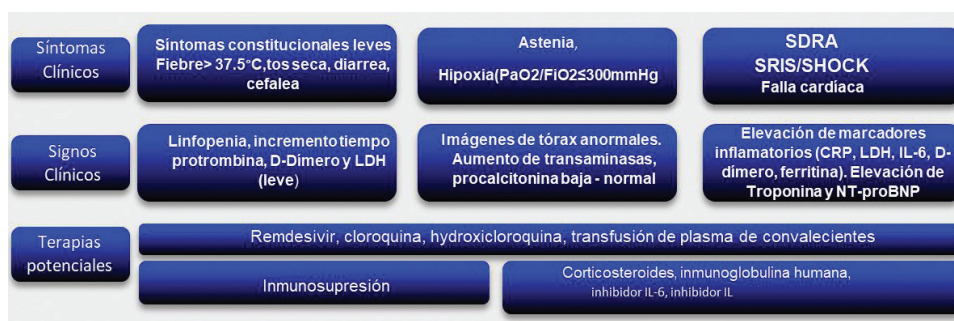 Síntomas
Clínicos
Síntomas constitucionales leves
Fiebre> 37.5°C,tos seca, diarrea,
cefalea
Astenia,
Hipoxia(PaO2/FiO2≤300mmHg
SDRA
SRIS/SHOCK
Falla cardíaca
Signos
Clínicos
Linfopenia, incremento tiempo
protrombina, D-Dímero y LDH
(leve)
Imágenes de tórax anormales.
Aumento de transaminasas,
procalcitonina baja - normal
Elevación de marcadores
inflamatorios (CRP, LDH, IL-6, D-
dímero, ferritina). Elevación de
Troponina y NT-proBNP
Terapias
potenciales
Remdesivir, cloroquina, hydroxicloroquina, transfusión de plasma de convalecientes
Inmunosupresión
Corticosteroides, inmunoglobulina humana,
inhibidor IL-6, inhibidor IL